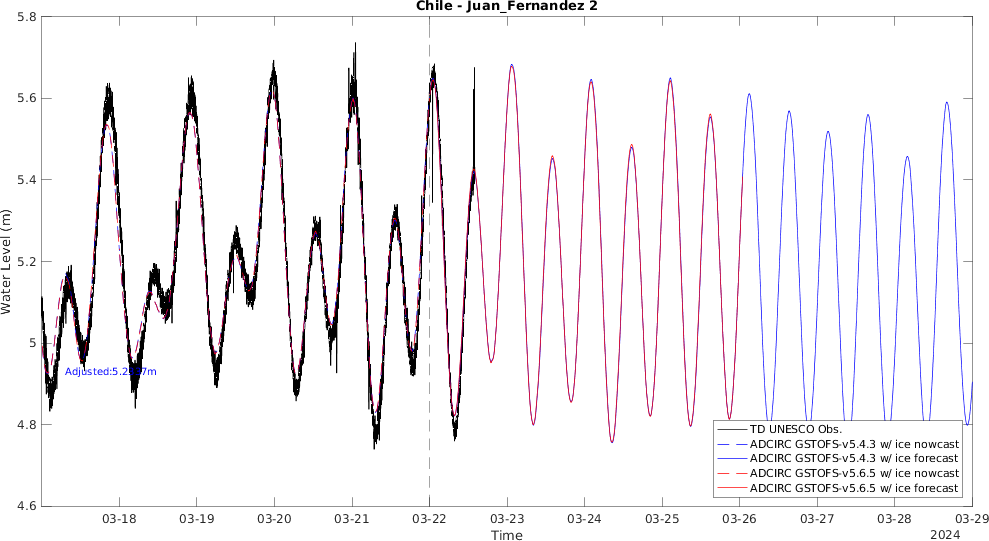 Chile - Juan_Fernandez 2
5.8
5.6
5.4
5.2
5
4.8
4.6
Water Level (m)
TD UNESCO Obs.
ADCIRC GSTOFS-v5.4.3 w/ ice nowcast
ADCIRC GSTOFS-v5.4.3 w/ ice forecast
ADCIRC GSTOFS-v5.6.5 w/ ice nowcast
ADCIRC GSTOFS-v5.6.5 w/ ice forecast
03-18 03-19 03-20 03-21 03-22 03-23 03-24 03-25 03-26 03-27 03-28 03-29
Time
2024